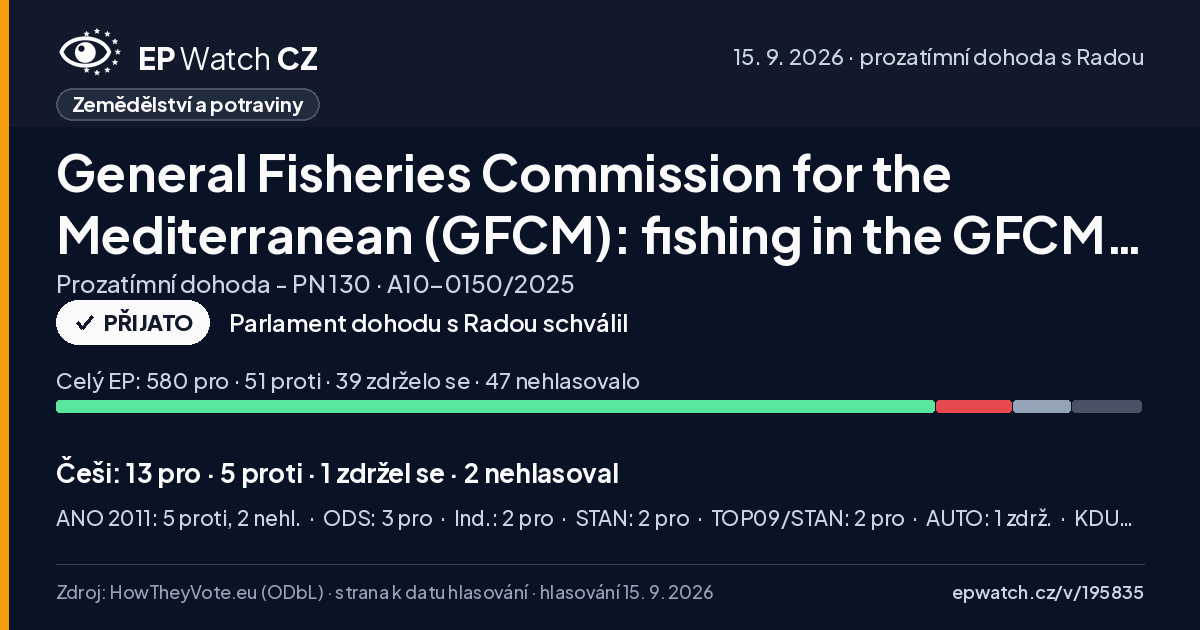 EP Watch CZ
15. 9. 2026 · prozatímní dohoda s Radou
Zemědělství a potraviny
General Fisheries Commission for the
Mediterranean (GFCM): fishing in the GFCM…
Prozatímní dohoda – PN 130 · A10–0150/2025
✓ PŘIJATO Parlament dohodu s Radou schválil
Celý EP: 580 pro · 51 proti · 39 zdrželo se · 47 nehlasovalo
Češi: 13 pro · 5 proti · 1 zdržel se · 2 nehlasoval
ANO 2011: 5 proti, 2 nehl. · ODS: 3 pro · Ind.: 2 pro · STAN: 2 pro · TOP09/STAN: 2 pro · AUTO: 1 zdrž. · KDU…
Zdroj: HowTheyVote.eu (ODbL) · strana k datu hlasování · hlasování 15. 9. 2026
epwatch.cz/v/195835